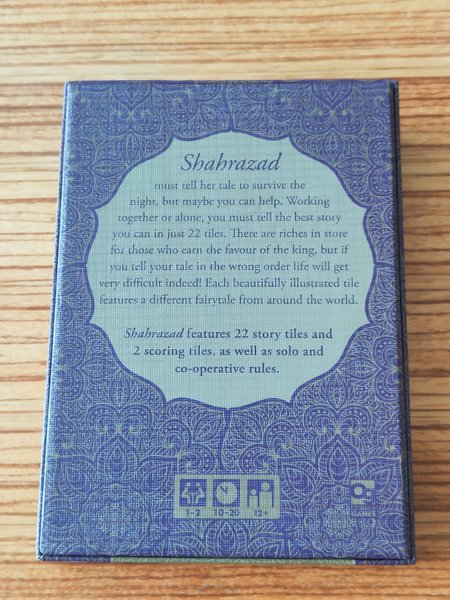 Shahrazad
must tell her tale to survive the
night, but maybe you can help. Working
together or alone, you must tell the best story
you can in just 22 tiles. There are riches in store
for those who earn the favour of the king, but if
you tell your tale in the wrong order life will get
very difficult indeed! Each beautifully illustrated tile
features a different fairytale from around the world.
Shahrazad features 22 story tiles and
2 scoring tiles, as well as solo and
co-operative rules.
1–2 10–20 12+